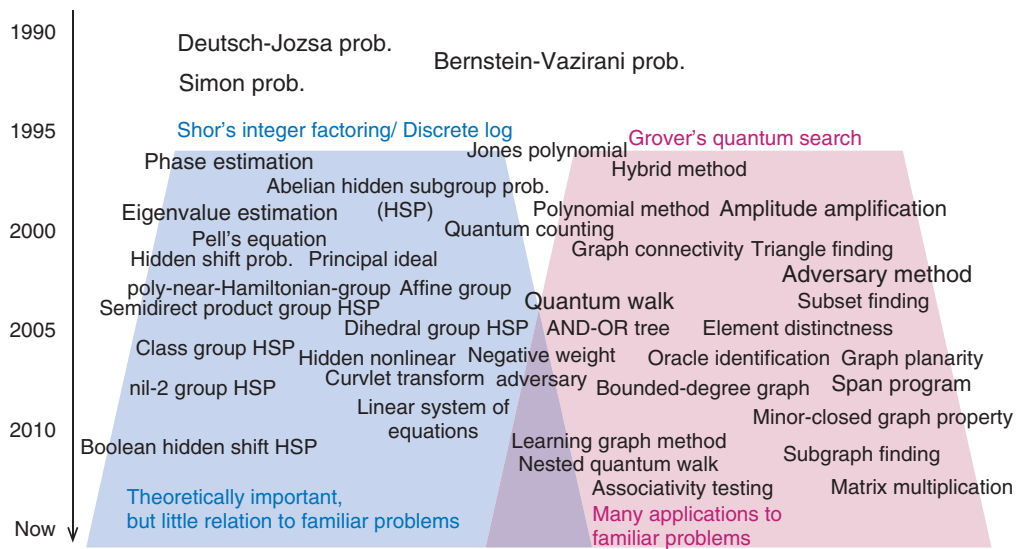 1990
Deutsch-Jozsa prob.
Bernstein-Vazirani prob.
Simon prob.
1995
Shor's integer factoring/ Discrete log
Grover's quantum search
Jones polynomial
Phase estimation
Hybrid method
Abelian hidden subgroup prob.
(HSP)
Eigenvalue estimation
Polynomial method
Amplitude amplification
2000
Quantum counting
Pell's equation
Graph connectivity
Triangle finding
Hidden shift prob.
Principal ideal
Adversary method
poly-near-Hamiltonian-group
Affine group
Quantum walk
Subset finding
Semidirect product group HSP
2005
Dihedral group HSP
AND-OR tree
Element distinctness
Class group HSP
Hidden nonlinear
Negative weight
adversary
Oracle identification
Graph planarity
Curvlet transform
nil-2 group HSP
Bounded-degree graph
Span program
Linear system of
equations
Minor-closed graph property
2010
Boolean hidden shift HSP
Learning graph method
Subgraph finding
Nested quantum walk
Associativity testing
Matrix multiplication
Theoretically important,
but little relation to familiar problems
Many applications to
familiar problems
Now